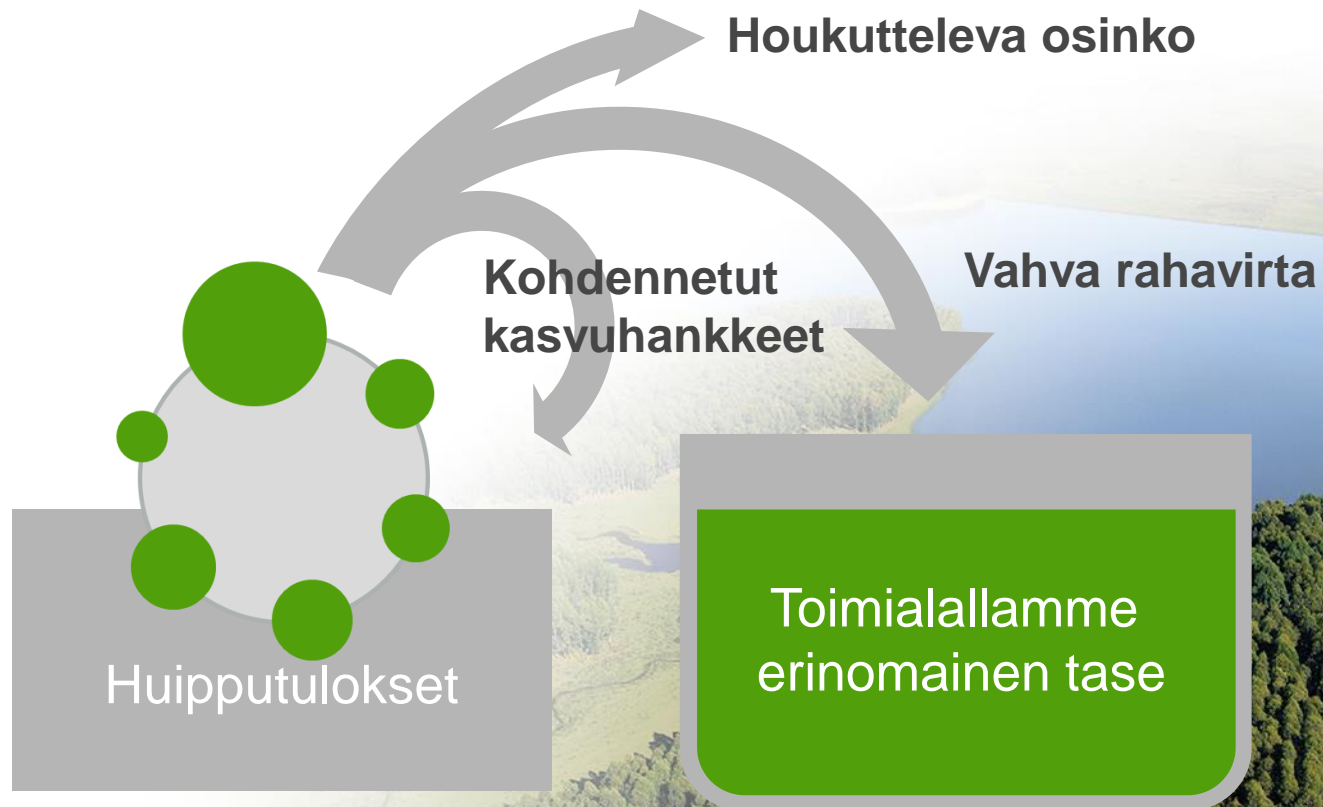 Houkutteleva osinko
Vahva rahavirta
Kohdennetut
kasvuhankkeet
Toimialallamme
erinomainen tase
Huipputulokset